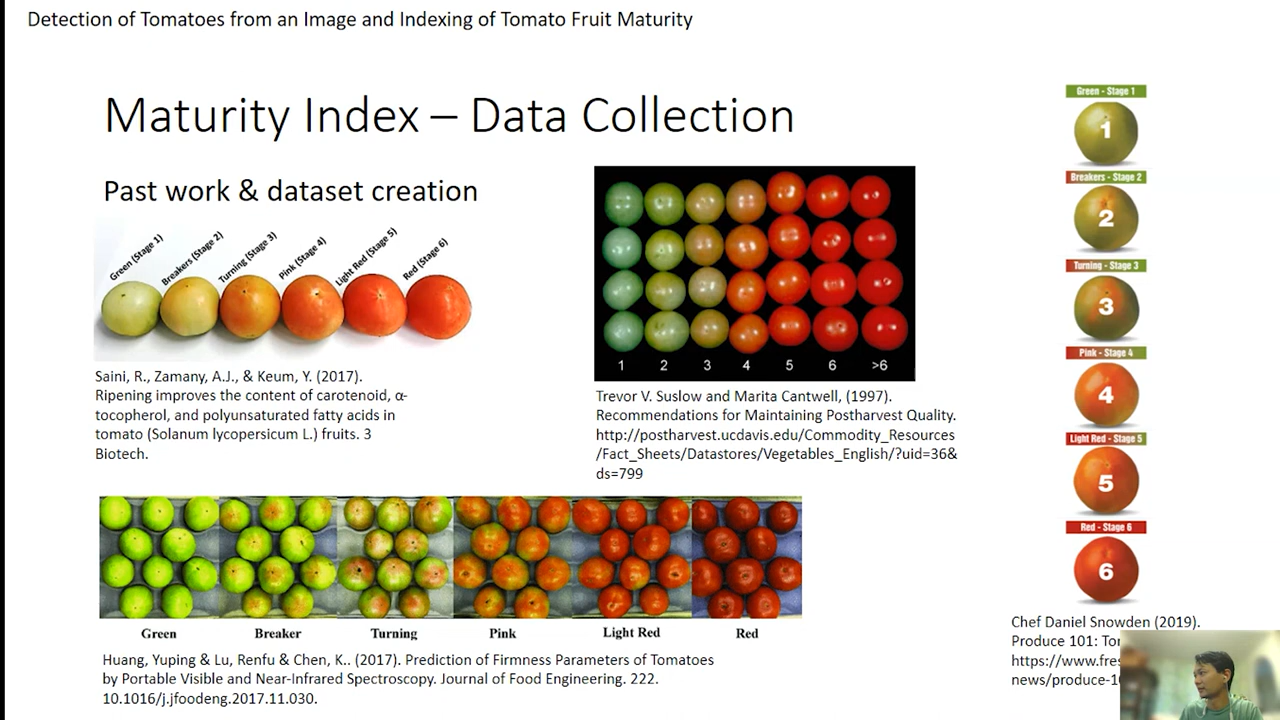 Detection of Tomatoes from an Image and Indexing of Tomato Fruit Maturity
Maturity Index – Data Collection
Past work & dataset creation
Green (Stage 1)
Breakers (Stage 2)
Turning (Stage 3)
Pink (Stage 4)
Light Red (Stage 5)
Red (Stage 6)
Saini, R., Zamany, A.J., & Keum, Y. (2017).
Ripening improves the content of carotenoid, α-
tocopherol, and polyunsaturated fatty acids in
tomato (Solanum lycopersicum L.) fruits. 3
Biotech.
1 2 3 4 5 6 >6
Trevor V. Suslow and Marita Cantwell, (1997).
Recommendations for Maintaining Postharvest Quality.
http://postharvest.ucdavis.edu/Commodity_Resources
/Fact_Sheets/Datastores/Vegetables_English/?uid=36&
ds=799
Green Breaker Turning Pink Light Red Red
Huang, Yuping & Lu, Renfu & Chen, K.. (2017). Prediction of Firmness Parameters of Tomatoes
by Portable Visible and Near-Infrared Spectroscopy. Journal of Food Engineering. 222.
10.1016/j.jfoodeng.2017.11.030.
Green - Stage 1
1
Breakers - Stage 2
2
Turning - Stage 3
3
Pink - Stage 4
4
Light Red - Stage 5
5
Red - Stage 6
6
Chef Daniel Snowden (2019).
Produce 101:
https://www.fres
news/produce-10